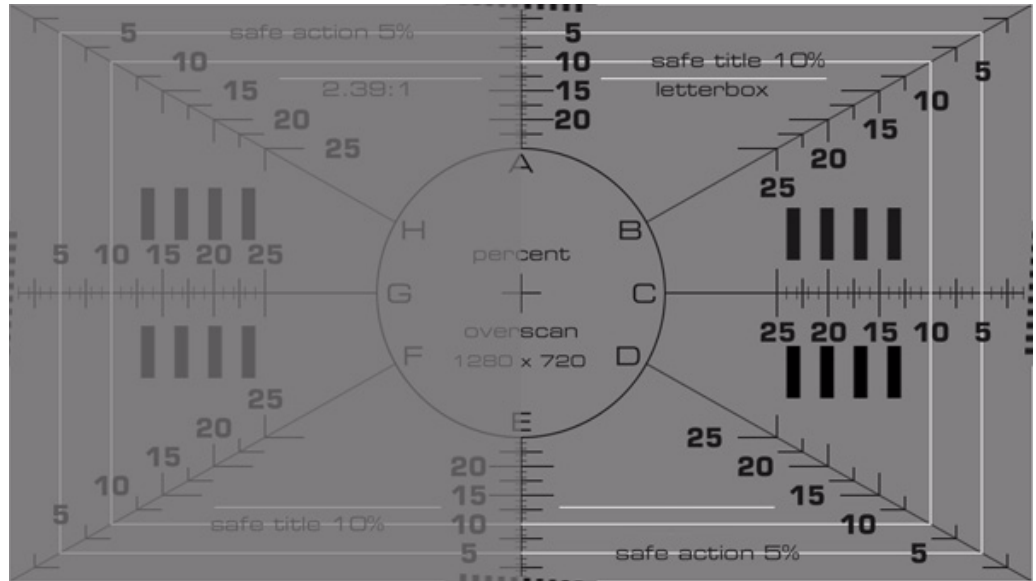 5 safe action 5% 5
10 10 safe title 10% 5
15 2.39:1 15 letterbox 10
20 20 15
25 20
A 25
H B
5 10 15 20 25 percent
G C
overscan 25 20 15 10 5
F 1280 x 720 D
25
20 E 25
15 20 20
10 15 15
5 safe title 10% 10 10
5 safe action 5% 5